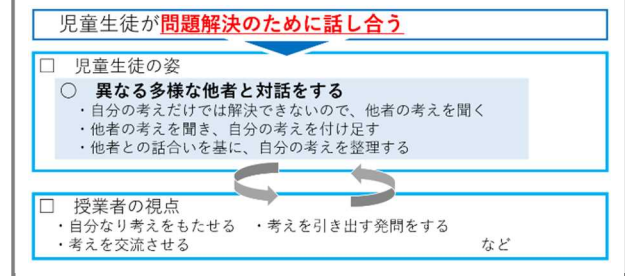 児童生徒が問題解決のために話し合う
□ 児童生徒の姿
○ 異なる多様な他者と対話をする
・自分の考えだけでは解決できないので、他者の考えを聞く
・他者の考えを聞き、自分の考えを付け足す
・他者との話合いを基に、自分の考えを整理する
□ 授業者の視点
・自分なり考えをもたせる ・考えを引き出す発問をする
・考えを交流させる など